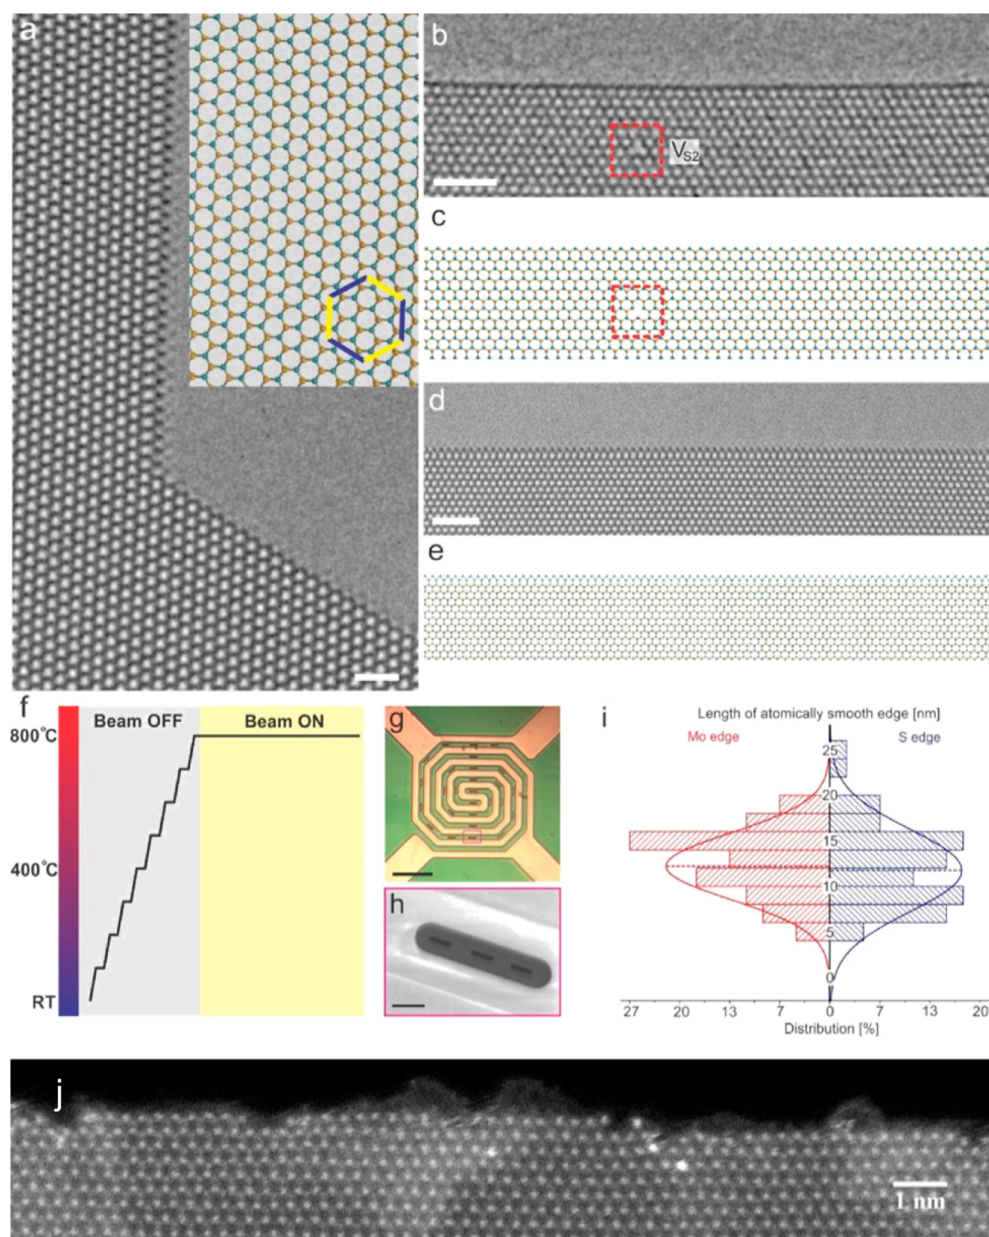 a
b
V_S2
c
d
e
f
Beam OFF
Beam ON
800°C
400°C
RT
g
h
i
Length of atomically smooth edge [nm]
Mo edge
S edge
25
20
15
10
5
0
27 20 13 7 0 7 13 20
Distribution [%]
j
1 nm